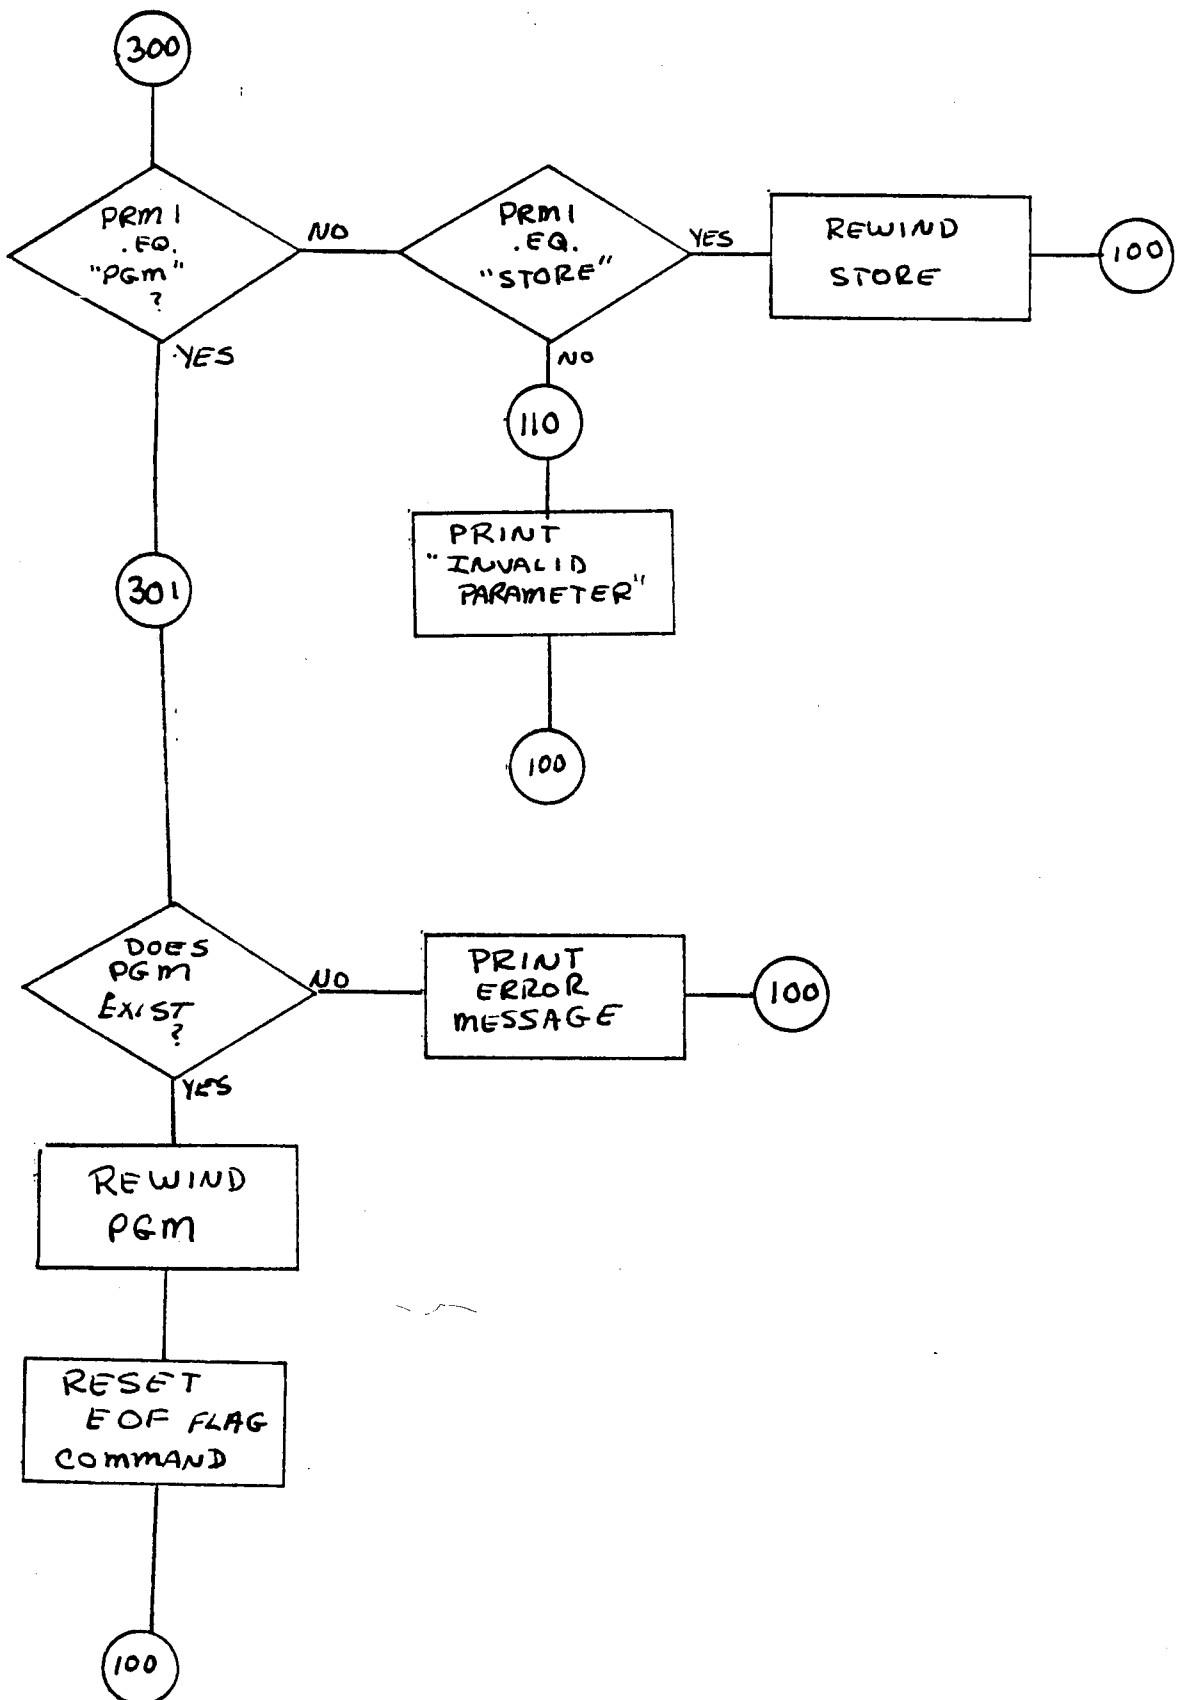 300
PRM1
.EQ.
"PGM"
?
NO
YES
PRM1
.EQ.
"STORE"
YES
NO
REWIND
STORE
100
110
PRINT
"INVALID
PARAMETER"
100
301
DOES
PGM
EXIST
?
NO
YES
PRINT
ERROR
MESSAGE
100
REWIND
PGM
RESET
EOF FLAG
COMMAND
100